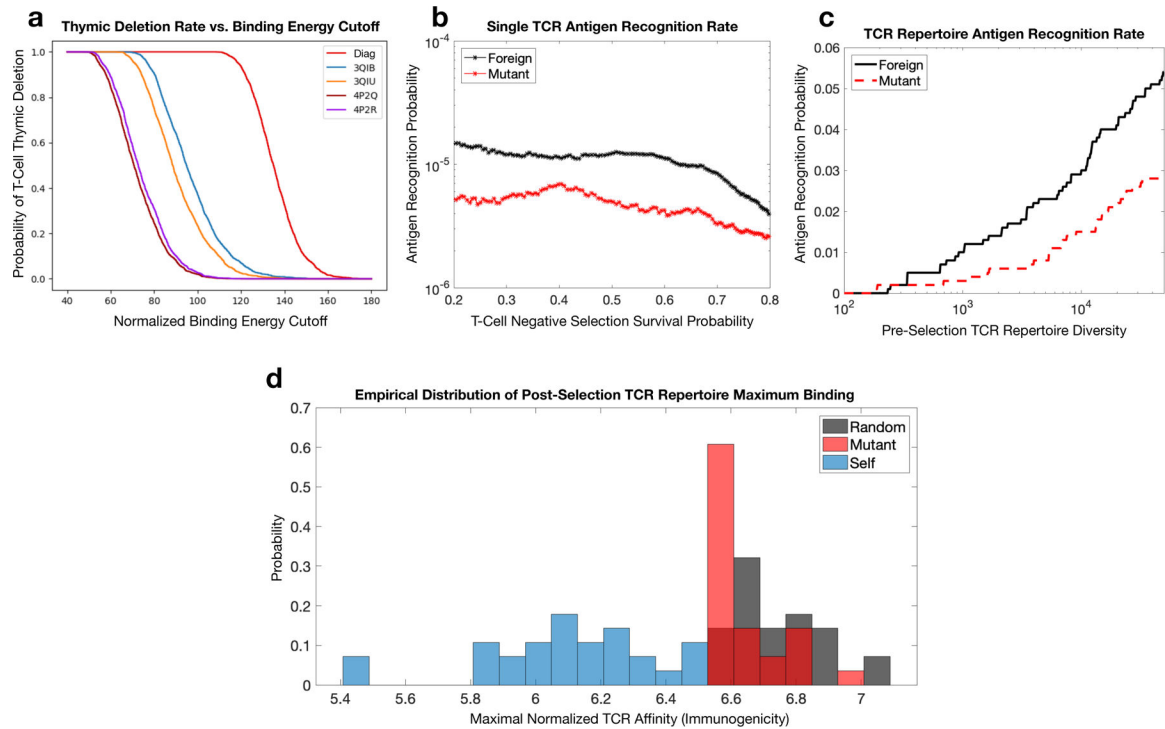 a
Thymic Deletion Rate vs. Binding Energy Cutoff
Probability of T-Cell Thymic Deletion
1.0
0.8
0.6
0.4
0.2
0.0
40 60 80 100 120 140 160 180
Normalized Binding Energy Cutoff
Diag
3QIB
3QIU
4P2Q
4P2R
b
Single TCR Antigen Recognition Rate
Antigen Recognition Probability
10-4
10-5
10-6
0.2 0.3 0.4 0.5 0.6 0.7 0.8
T-Cell Negative Selection Survival Probability
Foreign
Mutant
c
TCR Repertoire Antigen Recognition Rate
Antigen Recognition Probability
0.06
0.05
0.04
0.03
0.02
0.01
0
102 103 104
Pre-Selection TCR Repertoire Diversity
Foreign
Mutant
d
Empirical Distribution of Post-Selection TCR Repertoire Maximum Binding
Probability
0.7
0.6
0.5
0.4
0.3
0.2
0.1
0
5.4 5.6 5.8 6 6.2 6.4 6.6 6.8 7
Maximal Normalized TCR Affinity (Immunogenicity)
Random
Mutant
Self